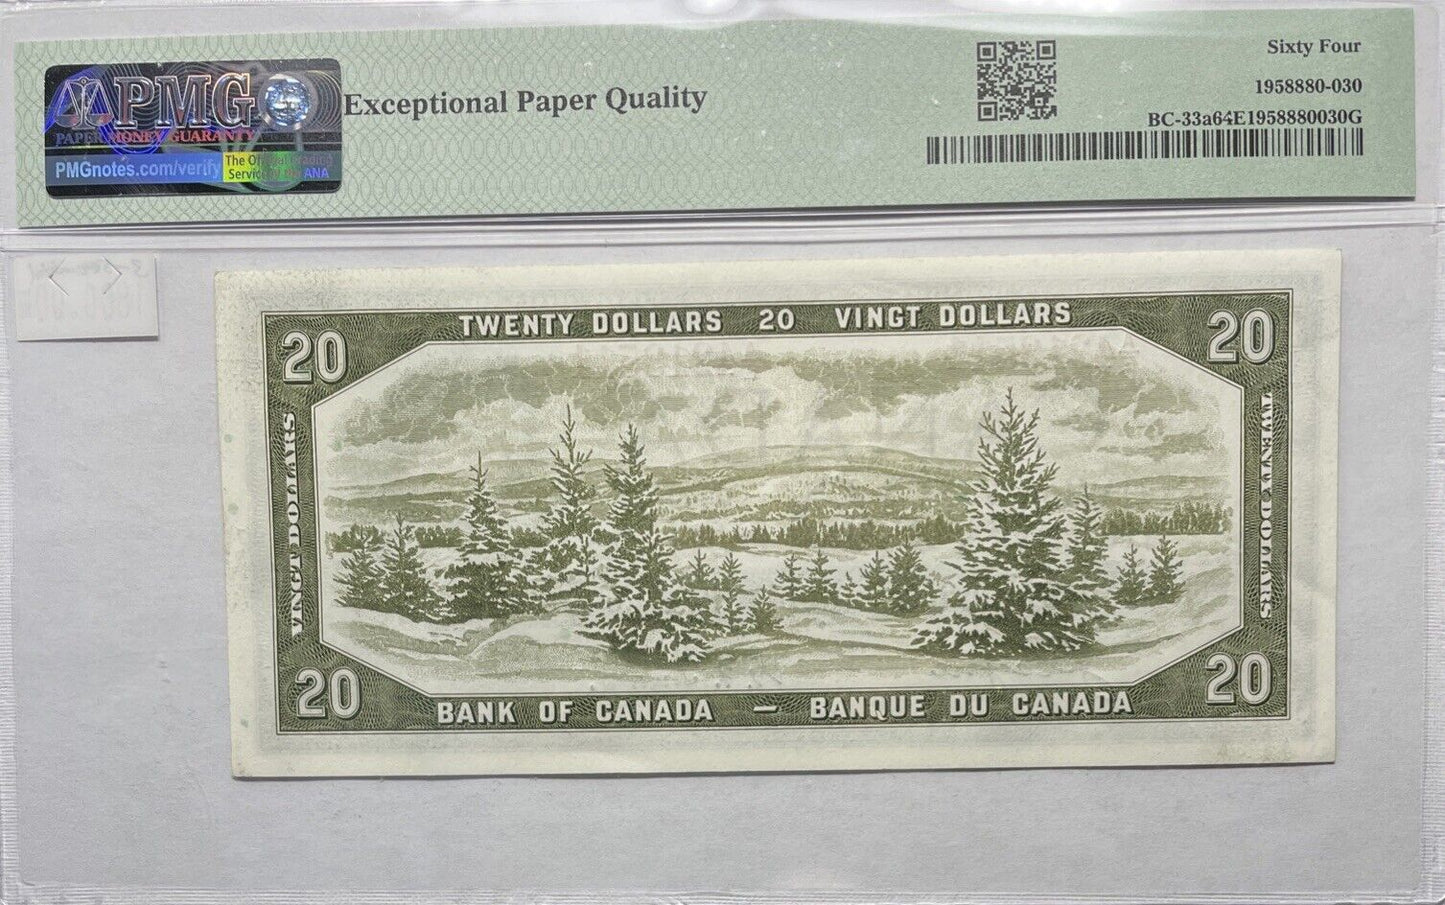 PMG
PAPER MONEY GUARANTY
PMGnotes.com/verify
The Official Grading
Service of the ANA
Exceptional Paper Quality
Sixty Four
1958880-030
BC-33a64E1958880030G
TWENTY DOLLARS 20 VINGT DOLLARS
20
20
VINGT DOLLARS
TWENTY DOLLARS
20
20
BANK OF CANADA — BANQUE DU CANADA